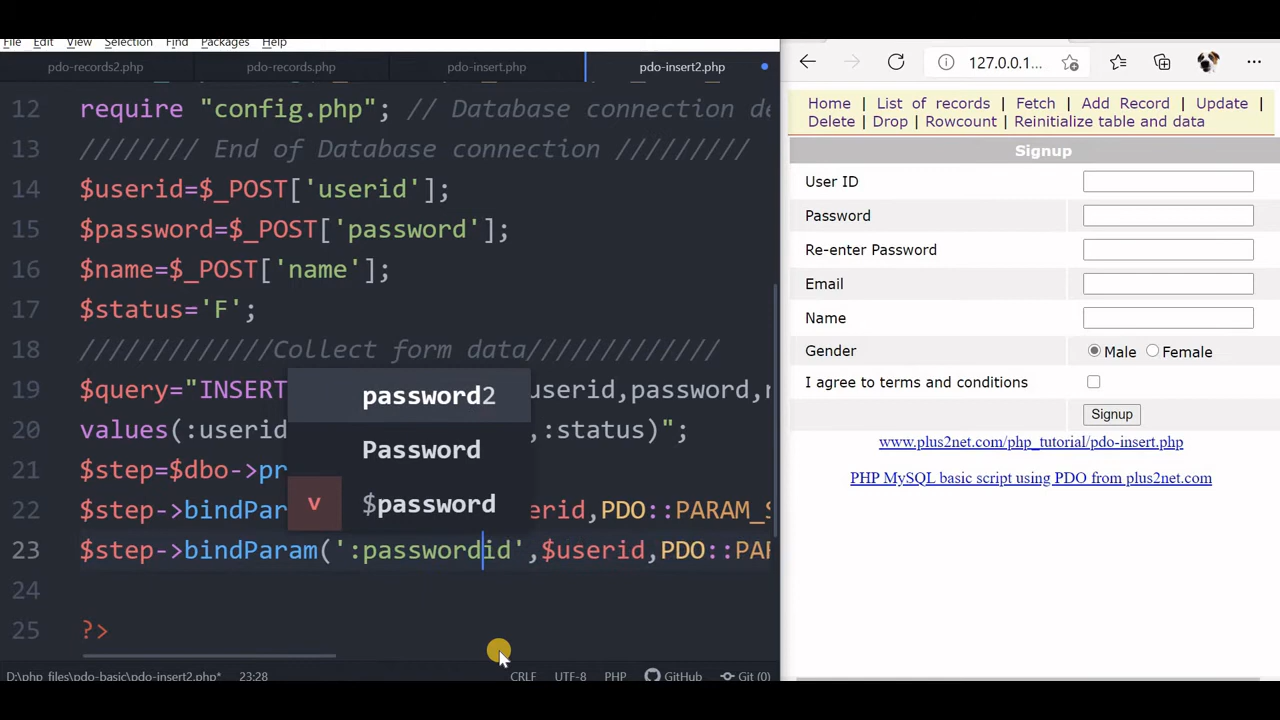 File Edit View Selection Find Packages Help
pdo-records2.php pdo-records.php pdo-insert.php pdo-insert2.php
12 require "config.php"; // Database connection de
13 //////// End of Database connection /////////
14 $userid=$_POST['userid'];
15 $password=$_POST['password'];
16 $name=$_POST['name'];
17 $status='F';
18 /////////////Collect form data/////////////
19 $query="INSERT userid,password,
20 values(:userid ,:status)";
21 $step=$dbo->pr
22 $step->bindPar erid,PDO::PARAM_S
23 $step->bindParam(':passwordid',$userid,PDO::PAR
24
25 ?>
password2
Password
v $password
D:\php_files\pdo-basic\pdo-insert2.php* 23:28 CRLF UTF-8 PHP GitHub Git (0)
127.0.0.1...
Home | List of records | Fetch | Add Record | Update |
Delete | Drop | Rowcount | Reinitialize table and data
Signup
User ID
Password
Re-enter Password
Email
Name
Gender Male Female
I agree to terms and conditions
Signup
www.plus2net.com/php_tutorial/pdo-insert.php
PHP MySQL basic script using PDO from plus2net.com